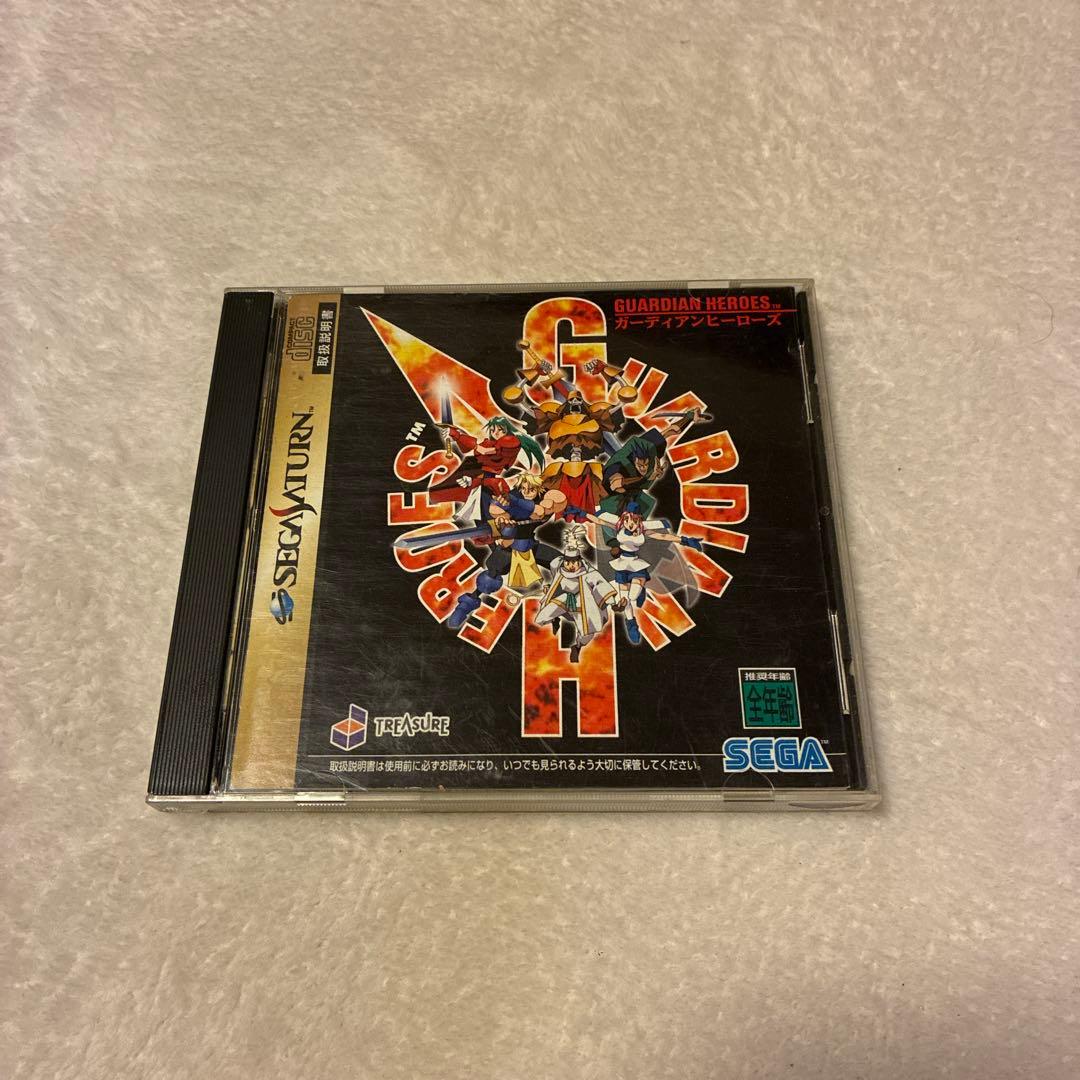 COMPACT
disc
取扱説明書
SEGASATURN™
GUARDIAN HEROES™
ガーディアンヒーローズ
GUARDIAN
HEROES™
TREASURE
推奨年齢
全年齢
SEGA™
取扱説明書は使用前に必ずお読みになり、いつでも見られるよう大切に保管してください。